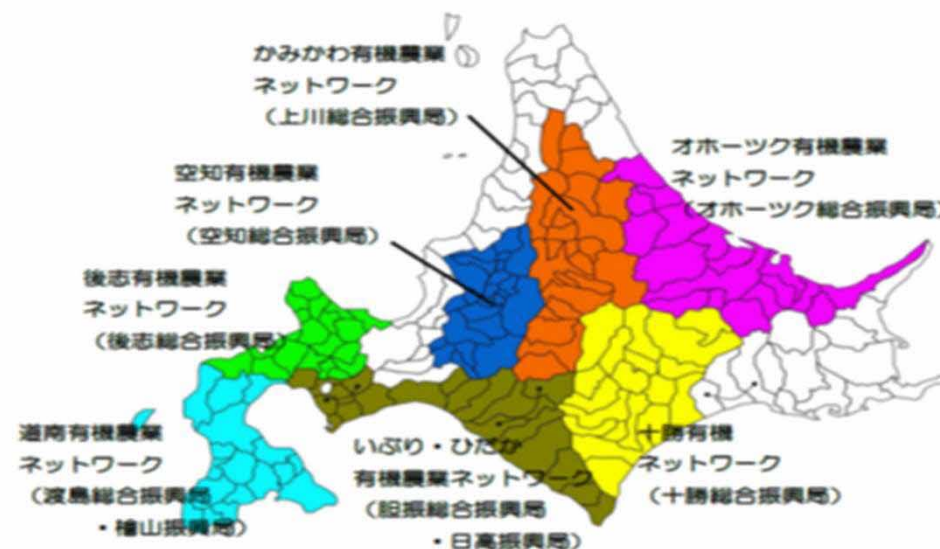 かみかわ有機農業
ネットワーク
（上川総合振興局）
オホーツク有機農業
ネットワーク
（オホーツク総合振興局）
空知有機農業
ネットワーク
（空知総合振興局）
後志有機農業
ネットワーク
（後志総合振興局）
道南有機農業
ネットワーク
（渡島総合振興局
・檜山振興局）
いぶり・ひだか
有機農業ネットワーク
（胆振総合振興局
・日高振興局）
十勝有機
ネットワーク
（十勝総合振興局）